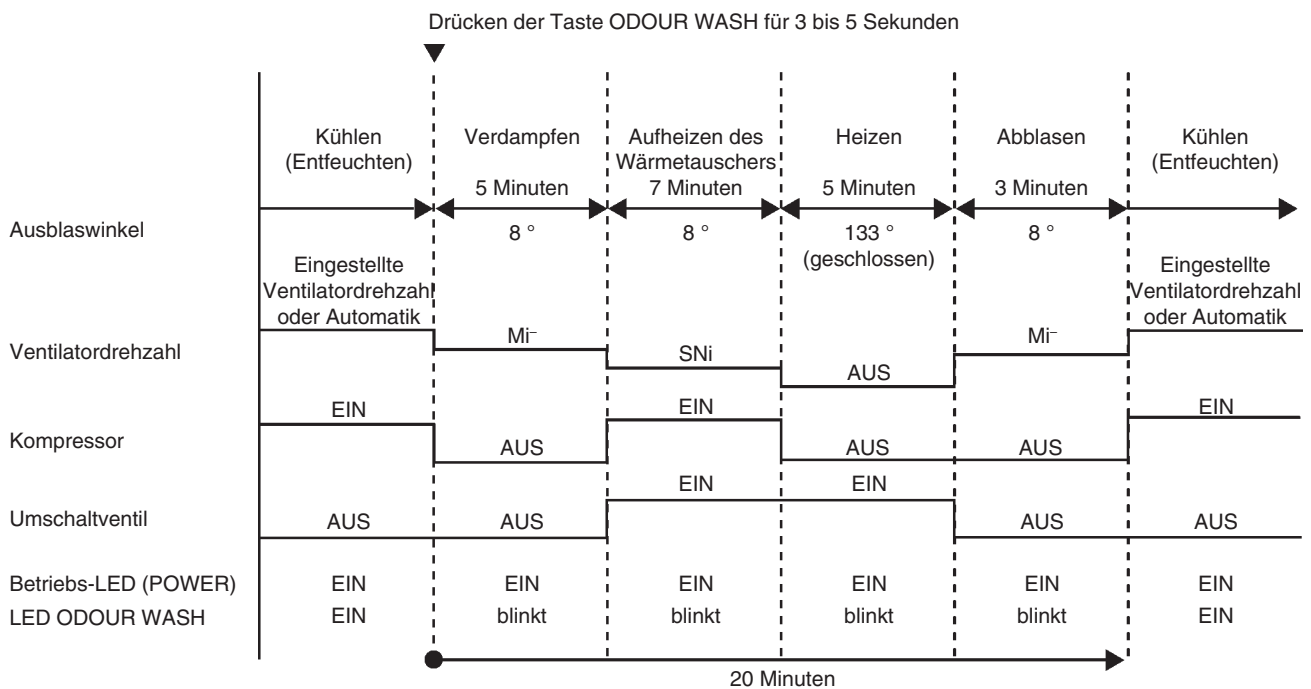 Drücken der Taste ODOUR WASH für 3 bis 5 Sekunden
Kühlen
(Entfeuchten)
Verdampfen
5 Minuten
Aufheizen des
Wärmetauschers
7 Minuten
Heizen
5 Minuten
Abblasen
3 Minuten
Kühlen
(Entfeuchten)
Ausblaswinkel
8 °
8 °
133 °
(geschlossen)
8 °
Eingestellte
Ventilatordrehzahl
oder Automatik
Eingestellte
Ventilatordrehzahl
oder Automatik
Ventilatordrehzahl
Mi–
SNi
AUS
Mi–
Kompressor
EIN
AUS
EIN
AUS
AUS
EIN
Umschaltventil
AUS
AUS
EIN
EIN
AUS
AUS
Betriebs-LED (POWER) EIN EIN EIN EIN EIN EIN
LED ODOUR WASH EIN blinkt blinkt blinkt blinkt EIN
20 Minuten